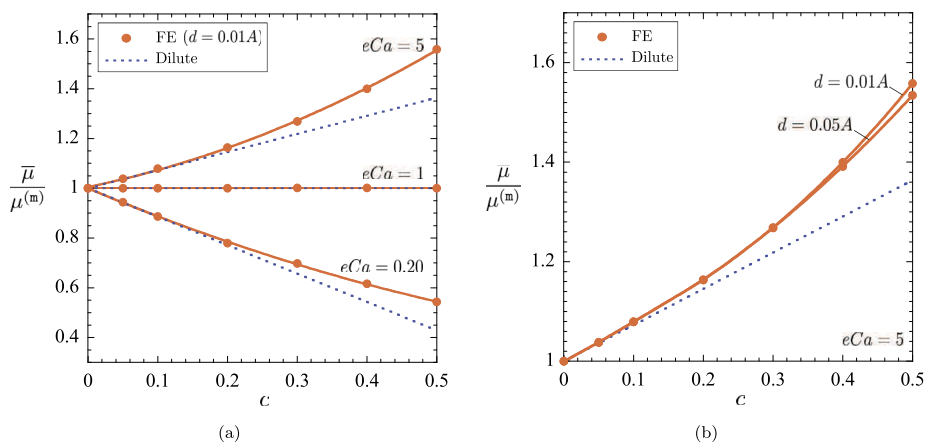 FE (d = 0.01A)
Dilute
eCa = 5
eCa = 1
eCa = 0.20
1.6
1.4
1.2
1
0.8
0.6
0.4
μ̅
μ(m)
0 0.1 0.2 0.3 0.4 0.5
c
(a)
FE
Dilute
d = 0.01A
d = 0.05A
eCa = 5
1.6
1.4
1.2
1
μ̅
μ(m)
0 0.1 0.2 0.3 0.4 0.5
c
(b)